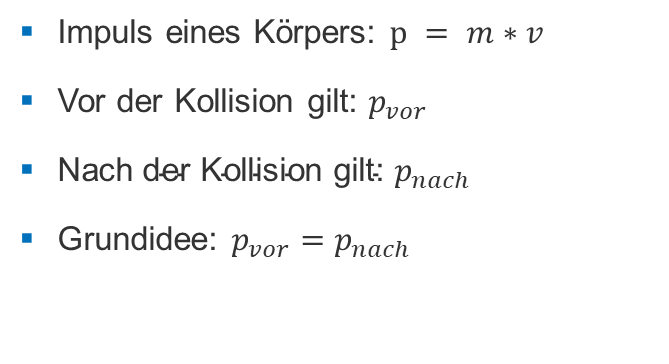 ▪ Impuls eines Körpers: p = m * v
▪ Vor der Kollision gilt: p_vor
▪ Nach der Kollision gilt: p_nach
▪ Grundidee: p_vor = p_nach